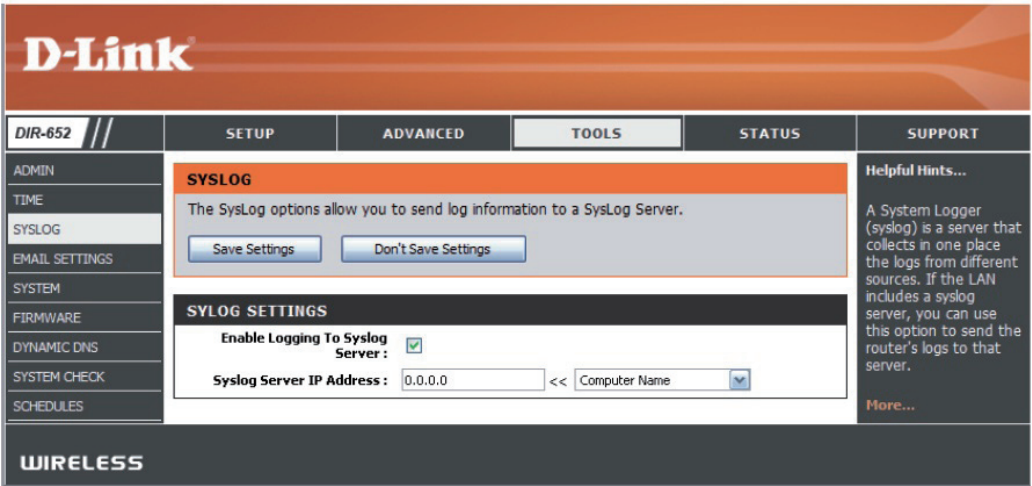 D-Link
DIR-652
SETUP
ADVANCED
TOOLS
STATUS
SUPPORT
ADMIN
TIME
SYSLOG
EMAIL SETTINGS
SYSTEM
FIRMWARE
DYNAMIC DNS
SYSTEM CHECK
SCHEDULES
SYSLOG
The SysLog options allow you to send log information to a SysLog Server.
Save Settings
Don't Save Settings
SYLOG SETTINGS
Enable Logging To Syslog
Server :
Syslog Server IP Address : 0.0.0.0 << Computer Name
Helpful Hints...
A System Logger
(syslog) is a server that
collects in one place
the logs from different
sources. If the LAN
includes a syslog
server, you can use
this option to send the
router's logs to that
server.
More...
WIRELESS